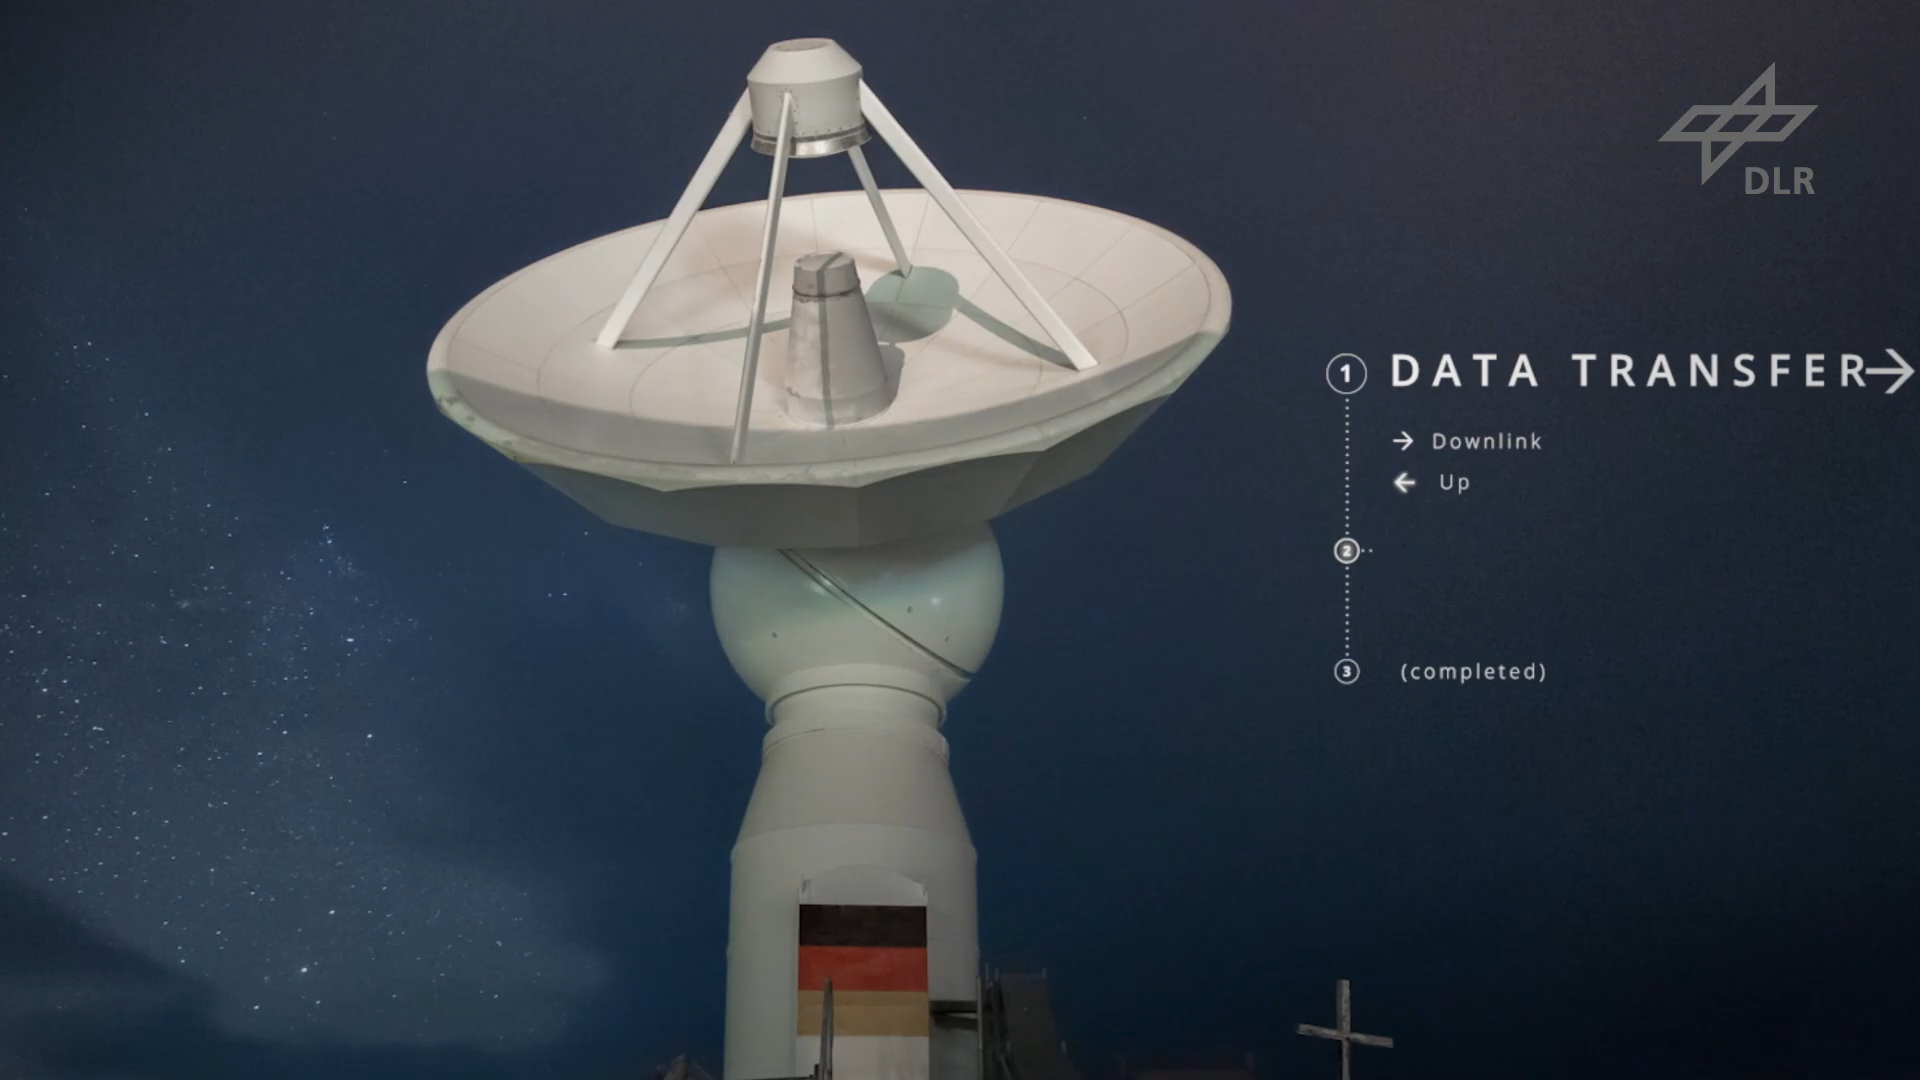 DLR
1 DATA TRANSFER→
→ Downlink
← Up
2
3 (completed)